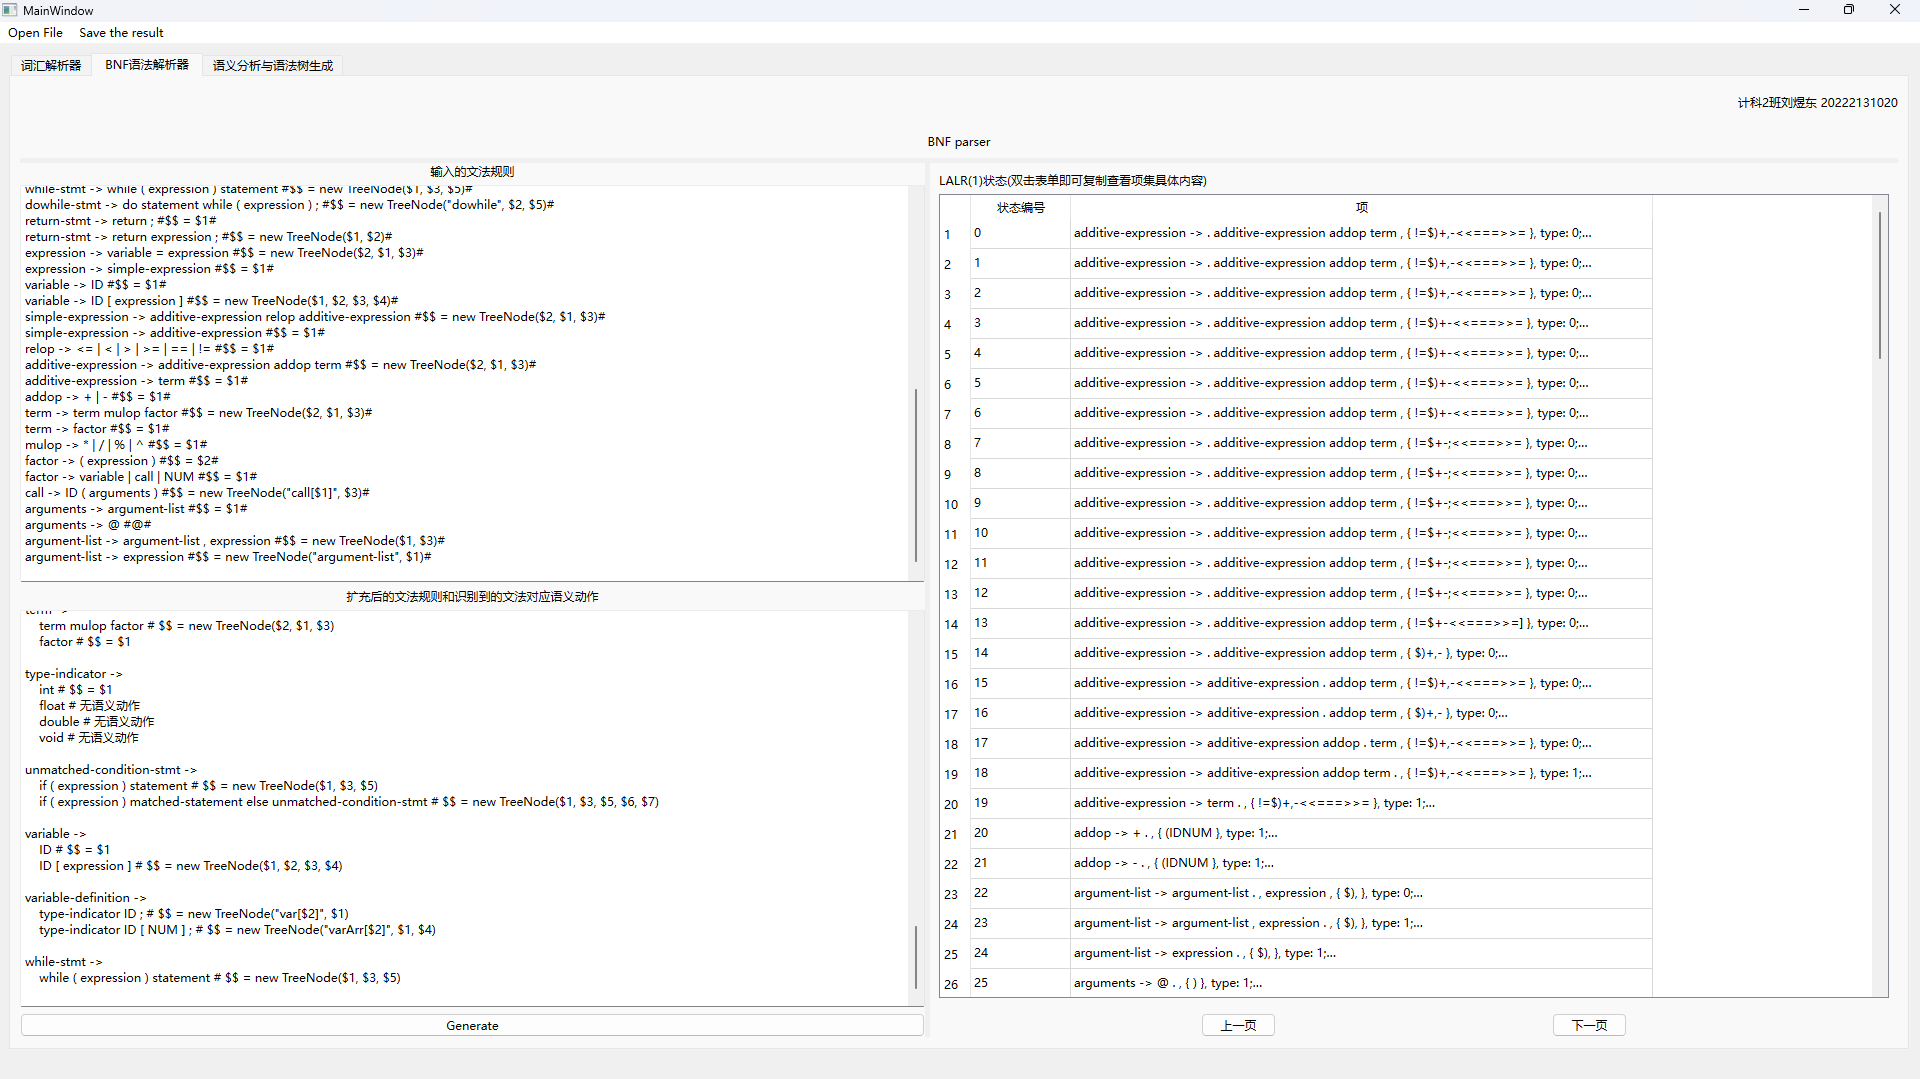 MainWindow
Open File Save the result
词汇解析器 BNF语法解析器 语义分析与语法树生成
计科2班刘煜东 20222131020
BNF parser
输入的文法规则
while-stmt -> while ( expression ) statement #$$ = new TreeNode($1, $3, $5)#
dowhile-stmt -> do statement while ( expression ) ; #$$ = new TreeNode("dowhile", $2, $5)#
return-stmt -> return ; #$$ = $1#
return-stmt -> return expression ; #$$ = new TreeNode($1, $2)#
expression -> variable = expression #$$ = new TreeNode($2, $1, $3)#
expression -> simple-expression #$$ = $1#
variable -> ID #$$ = $1#
variable -> ID [ expression ] #$$ = new TreeNode($1, $2, $3, $4)#
simple-expression -> additive-expression relop additive-expression #$$ = new TreeNode($2, $1, $3)#
simple-expression -> additive-expression #$$ = $1#
relop -> <= | < | > | >= | == | != #$$ = $1#
additive-expression -> additive-expression addop term #$$ = new TreeNode($2, $1, $3)#
additive-expression -> term #$$ = $1#
addop -> + | - #$$ = $1#
term -> term mulop factor #$$ = new TreeNode($2, $1, $3)#
term -> factor #$$ = $1#
mulop -> * | / | % | ^ #$$ = $1#
factor -> ( expression ) #$$ = $2#
factor -> variable | call | NUM #$$ = $1#
call -> ID ( arguments ) #$$ = new TreeNode("call[$1]", $3)#
arguments -> argument-list #$$ = $1#
arguments -> @ #@#
argument-list -> argument-list , expression #$$ = new TreeNode($1, $3)#
argument-list -> expression #$$ = new TreeNode("argument-list", $1)#
扩充后的文法规则和识别到的文法对应语义动作
term ->
term mulop factor # $$ = new TreeNode($2, $1, $3)
factor # $$ = $1
type-indicator ->
int # $$ = $1
float # 无语义动作
double # 无语义动作
void # 无语义动作
unmatched-condition-stmt ->
if ( expression ) statement # $$ = new TreeNode($1, $3, $5)
if ( expression ) matched-statement else unmatched-condition-stmt # $$ = new TreeNode($1, $3, $5, $6, $7)
variable ->
ID # $$ = $1
ID [ expression ] # $$ = new TreeNode($1, $2, $3, $4)
variable-definition ->
type-indicator ID ; # $$ = new TreeNode("var[$2]", $1)
type-indicator ID [ NUM ] ; # $$ = new TreeNode("varArr[$2]", $1, $4)
while-stmt ->
while ( expression ) statement # $$ = new TreeNode($1, $3, $5)
Generate
LALR(1)状态(双击表单即可复制查看项集具体内容)
状态编号 项
1 0 additive-expression -> . additive-expression addop term , { !=$)+,-<<===>>= }, type: 0;...
2 1 additive-expression -> . additive-expression addop term , { !=$)+,-<<===>>= }, type: 0;...
3 2 additive-expression -> . additive-expression addop term , { !=$)+,-<<===>>= }, type: 0;...
4 3 additive-expression -> . additive-expression addop term , { !=$)+-<<===>>= }, type: 0;...
5 4 additive-expression -> . additive-expression addop term , { !=$)+-<<===>>= }, type: 0;...
6 5 additive-expression -> . additive-expression addop term , { !=$)+-<<===>>= }, type: 0;...
7 6 additive-expression -> . additive-expression addop term , { !=$)+-<<===>>= }, type: 0;...
8 7 additive-expression -> . additive-expression addop term , { !=$+-;<<===>>= }, type: 0;...
9 8 additive-expression -> . additive-expression addop term , { !=$+-;<<===>>= }, type: 0;...
10 9 additive-expression -> . additive-expression addop term , { !=$+-;<<===>>= }, type: 0;...
11 10 additive-expression -> . additive-expression addop term , { !=$+-;<<===>>= }, type: 0;...
12 11 additive-expression -> . additive-expression addop term , { !=$+-;<<===>>= }, type: 0;...
13 12 additive-expression -> . additive-expression addop term , { !=$+-;<<===>>= }, type: 0;...
14 13 additive-expression -> . additive-expression addop term , { !=$+-<<===>>=] }, type: 0;...
15 14 additive-expression -> . additive-expression addop term , { $)+,- }, type: 0;...
16 15 additive-expression -> additive-expression . addop term , { !=$)+,-<<===>>= }, type: 0;...
17 16 additive-expression -> additive-expression . addop term , { $)+,- }, type: 0;...
18 17 additive-expression -> additive-expression addop . term , { !=$)+,-<<===>>= }, type: 0;...
19 18 additive-expression -> additive-expression addop term . , { !=$)+,-<<===>>= }, type: 1;...
20 19 additive-expression -> term . , { !=$)+,-<<===>>= }, type: 1;...
21 20 addop -> + . , { (IDNUM }, type: 1;...
22 21 addop -> - . , { (IDNUM }, type: 1;...
23 22 argument-list -> argument-list . , expression , { $), }, type: 0;...
24 23 argument-list -> argument-list , expression . , { $), }, type: 1;...
25 24 argument-list -> expression . , { $), }, type: 1;...
26 25 arguments -> @ . , { ) }, type: 1;...
上一页 下一页